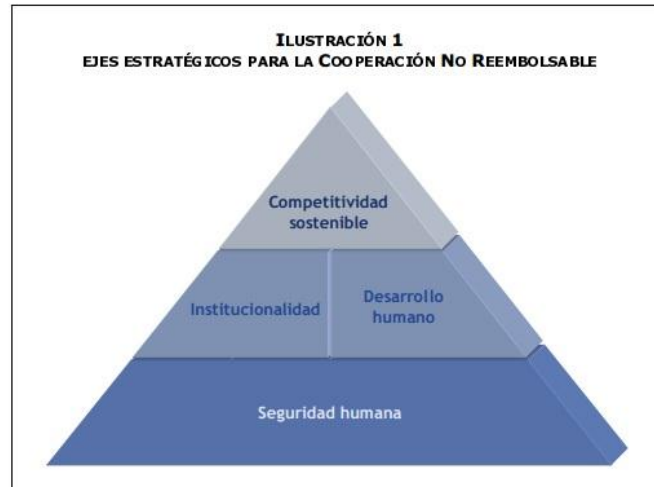 ILUSTRACIÓN 1
EJES ESTRATÉGICOS PARA LA COOPERACIÓN NO REEMBOLSABLE
Competitividad
sostenible
Institucionalidad
Desarrollo
humano
Seguridad humana